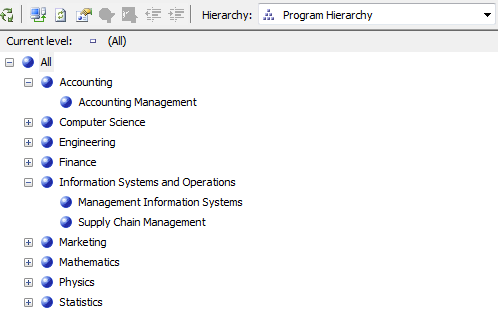 Hierarchy: Program Hierarchy
Current level: (All)
All
Accounting
Accounting Management
Computer Science
Engineering
Finance
Information Systems and Operations
Management Information Systems
Supply Chain Management
Marketing
Mathematics
Physics
Statistics